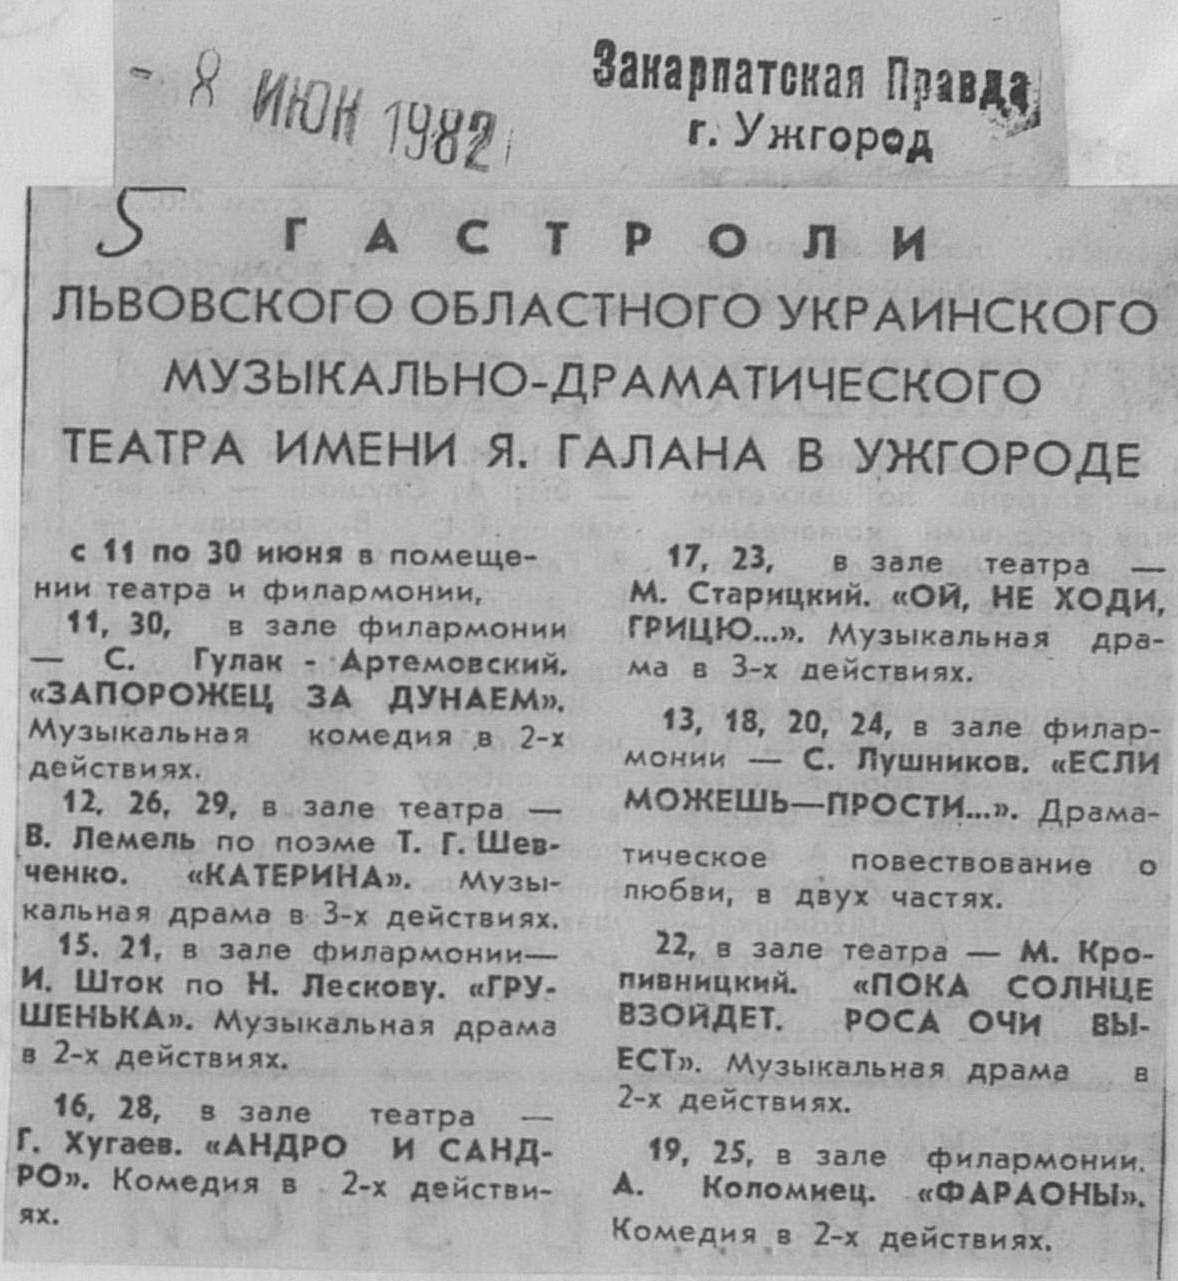 - 8 ИЮН 1982
Закарпатская Правда
г. Ужгород
5
ГАСТРОЛИ
ЛЬВОВСКОГО ОБЛАСТНОГО УКРАИНСКОГО
МУЗЫКАЛЬНО-ДРАМАТИЧЕСКОГО
ТЕАТРА ИМЕНИ Я. ГАЛАНА В УЖГОРОДЕ
с 11 по 30 июня в помеще-
нии театра и филармонии,
11, 30, в зале филармонии
— С. Гулак - Артемовский.
«ЗАПОРОЖЕЦ ЗА ДУНАЕМ».
Музыкальная комедия в 2-х
действиях.
12, 26, 29, в зале театра —
В. Лемель по поэме Т. Г. Шев-
ченко. «КАТЕРИНА». Музы-
кальная драма в 3-х действиях.
15. 21, в зале филармонии—
И. Шток по Н. Лескову. «ГРУ-
ШЕНЬКА». Музыкальная драма
в 2-х действиях.
16, 28, в зале театра —
Г. Хугаев. «АНДРО И САНД-
РО». Комедия в 2-х действи-
ях.
17, 23, в зале театра —
М. Старицкий. «ОЙ, НЕ ХОДИ,
ГРИЦЮ...». Музыкальная дра-
ма в 3-х действиях.
13, 18, 20, 24, в зале филар-
монии — С. Лушников. «ЕСЛИ
МОЖЕШЬ—ПРОСТИ...». Драма-
тическое повествование о
любви, в двух частях.
22, в зале театра — М. Кро-
пивницкий. «ПОКА СОЛНЦЕ
ВЗОЙДЕТ. РОСА ОЧИ ВЫ-
ЕСТ». Музыкальная драма в
2-х действиях.
19, 25, в зале филармонии.
А. Коломиец. «ФАРАОНЫ».
Комедия в 2-х действиях.